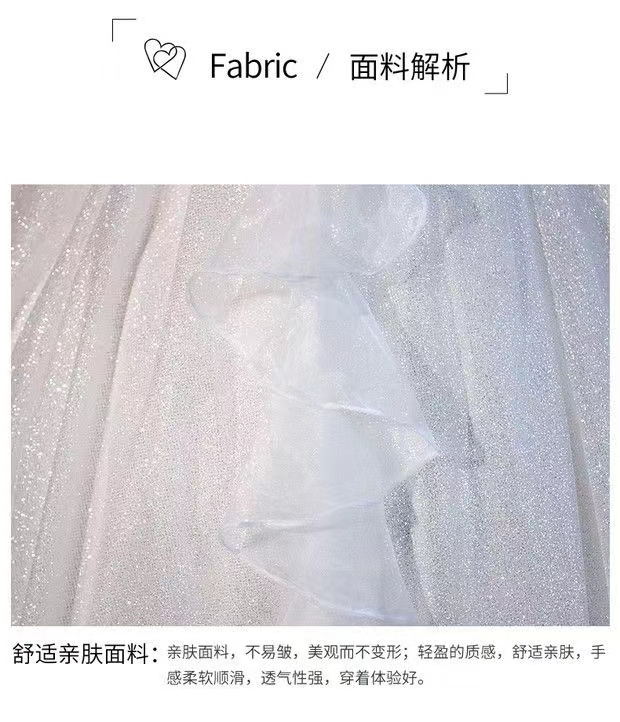 Fabric / 面料解析
舒适亲肤面料：亲肤面料，不易皱，美观而不变形；轻盈的质感，舒适亲肤，手
感柔软顺滑，透气性强，穿着体验好。